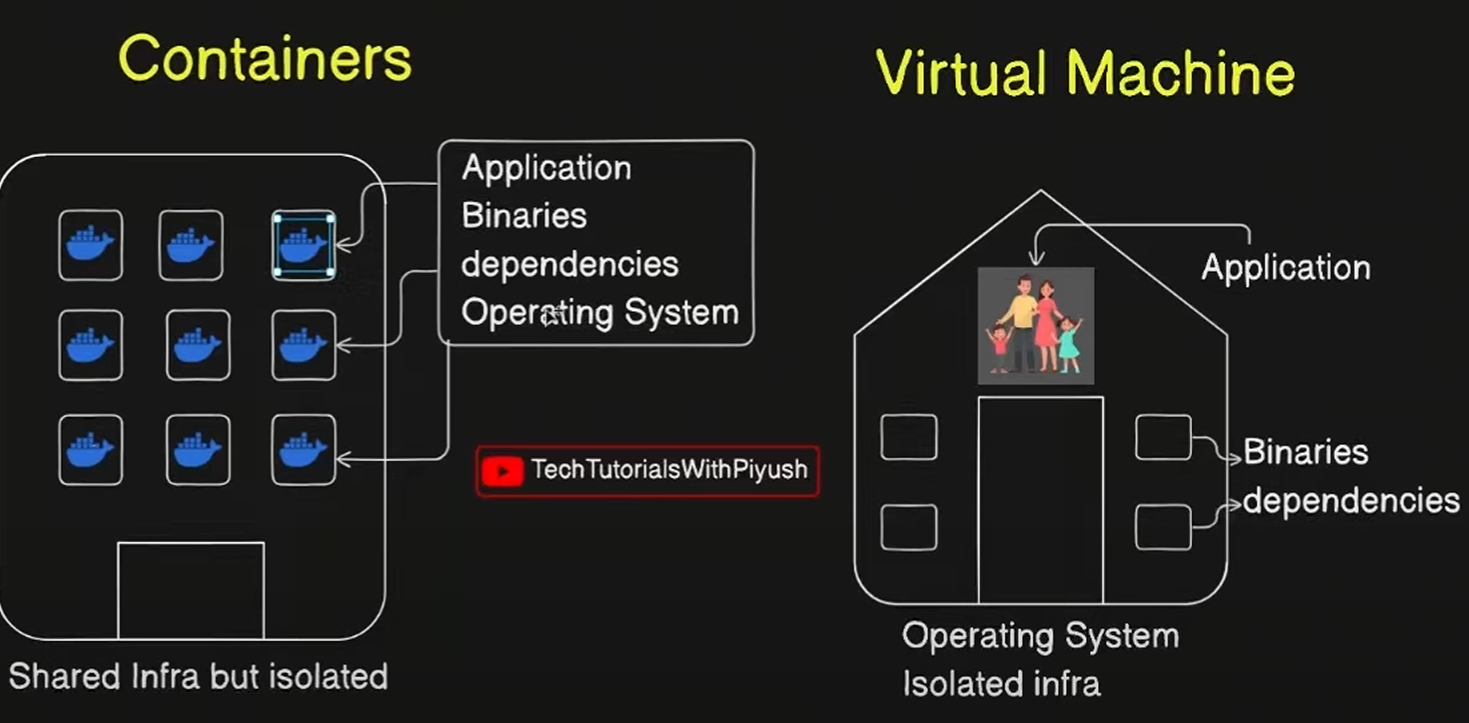 Containers
Virtual Machine
Application
Binaries
dependencies
Operating System
TechTutorialsWithPiyush
Shared Infra but isolated
Application
Binaries
dependencies
Operating System
Isolated infra